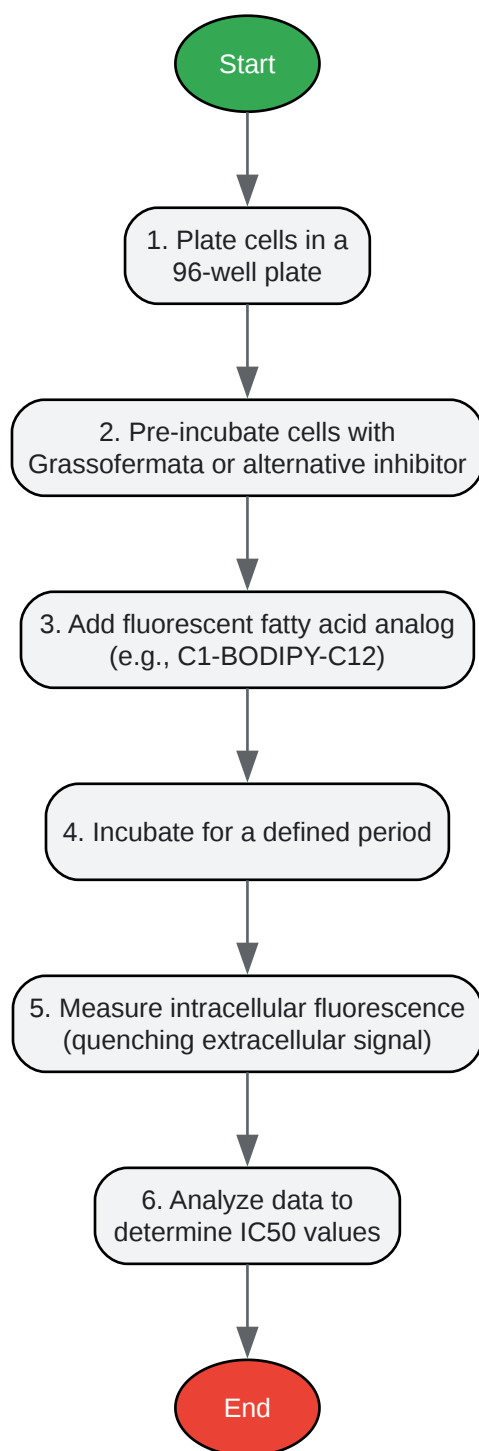 Start
1. Plate cells in a
96-well plate
2. Pre-incubate cells with
Grassofermata or alternative inhibitor
3. Add fluorescent fatty acid analog
(e.g., C1-BODIPY-C12)
4. Incubate for a defined period
5. Measure intracellular fluorescence
(quenching extracellular signal)
6. Analyze data to
determine IC50 values
End